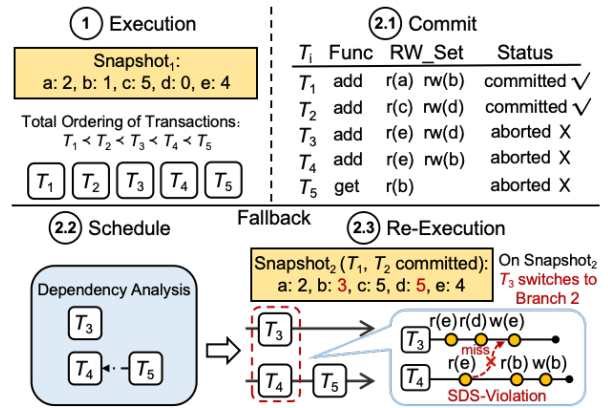 1 Execution
Snapshot1:
a: 2, b: 1, c: 5, d: 0, e: 4
Total Ordering of Transactions:
T1 ≺ T2 ≺ T3 ≺ T4 ≺ T5
T1 T2 T3 T4 T5
2.1 Commit
Ti Func RW_Set Status
T1 add r(a) rw(b) committed ✓
T2 add r(c) rw(d) committed ✓
T3 add r(e) rw(d) aborted X
T4 add r(e) rw(b) aborted X
T5 get r(b) aborted X
Fallback
2.2 Schedule
Dependency Analysis
T3
T4 T5
2.3 Re-Execution
Snapshot2 (T1, T2 committed):
a: 2, b: 3, c: 5, d: 5, e: 4
On Snapshot2
T3 switches to
Branch 2
T3
T4 T5
r(e) r(d) w(e)
T3
miss
r(e) r(b) w(b)
T4
SDS-Violation